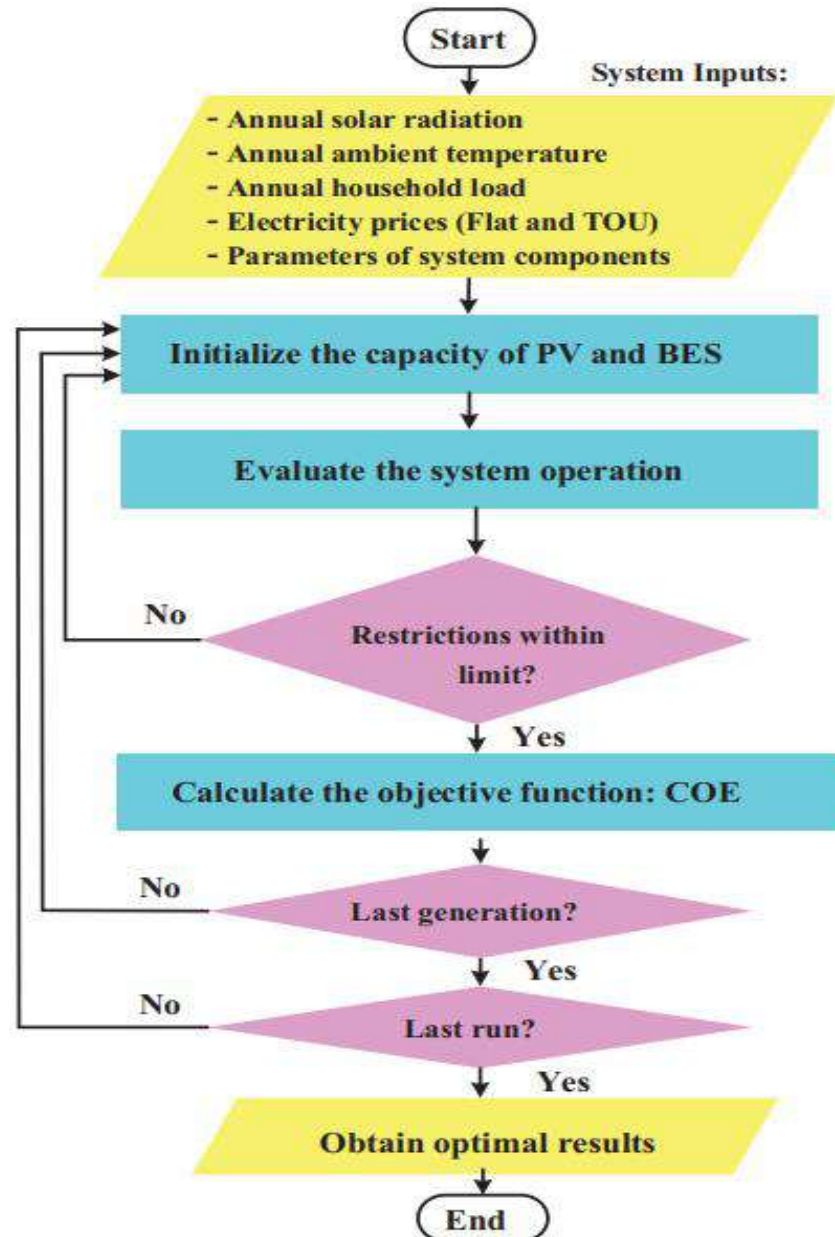 Start
System Inputs:
- Annual solar radiation
- Annual ambient temperature
- Annual household load
- Electricity prices (Flat and TOU)
- Parameters of system components
Initialize the capacity of PV and BES
Evaluate the system operation
No
Restrictions within
limit?
Yes
Calculate the objective function: COE
No
Last generation?
Yes
No
Last run?
Yes
Obtain optimal results
End